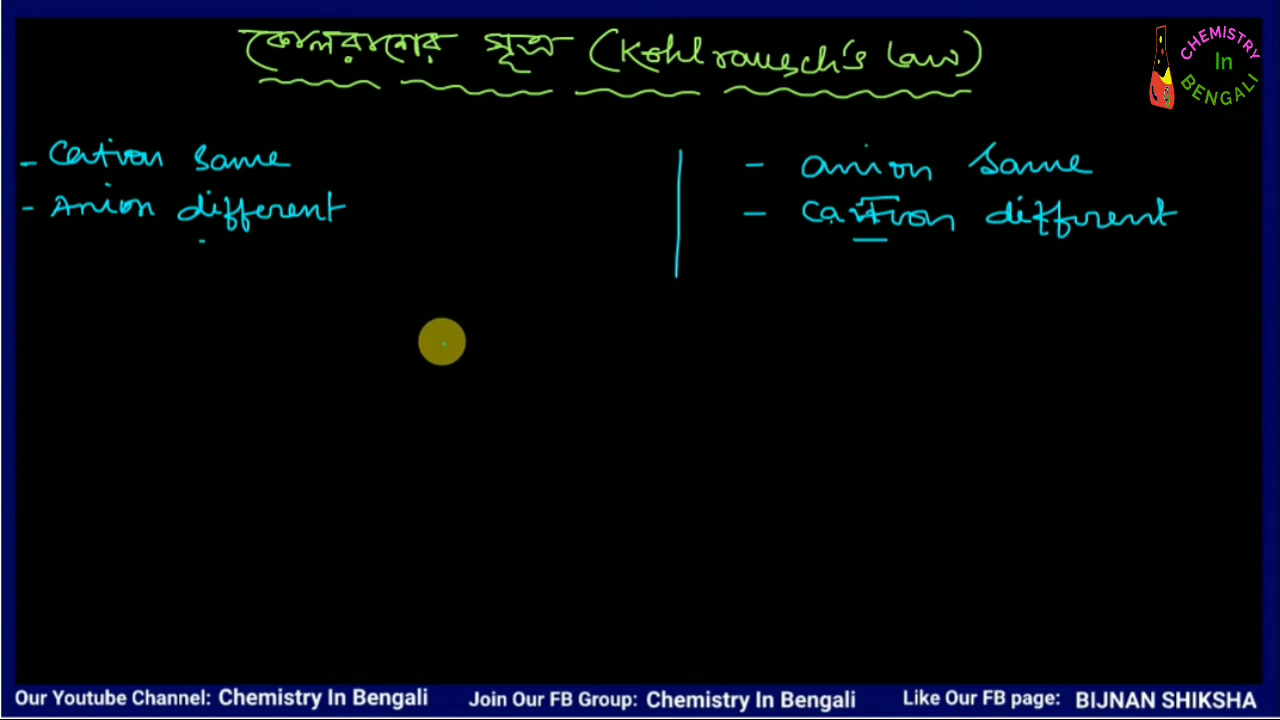 কোলরাশের সূত্র (Kohlrausch's Law)
CHEMISTRY
In
BENGALI
- Cation same
- Anion different
- anion same
- cation different
Our Youtube Channel: Chemistry In Bengali
Join Our FB Group: Chemistry In Bengali
Like Our FB page: BIJNAN SHIKSHA